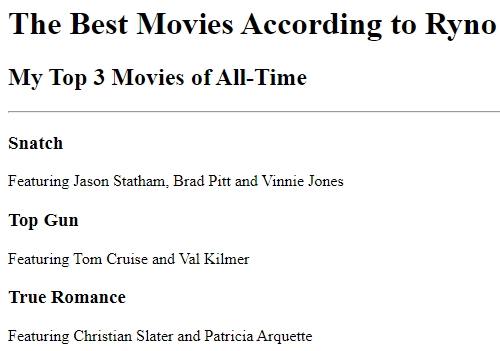 The Best Movies According to Ryno
My Top 3 Movies of All-Time
Snatch
Featuring Jason Statham, Brad Pitt and Vinnie Jones
Top Gun
Featuring Tom Cruise and Val Kilmer
True Romance
Featuring Christian Slater and Patricia Arquette